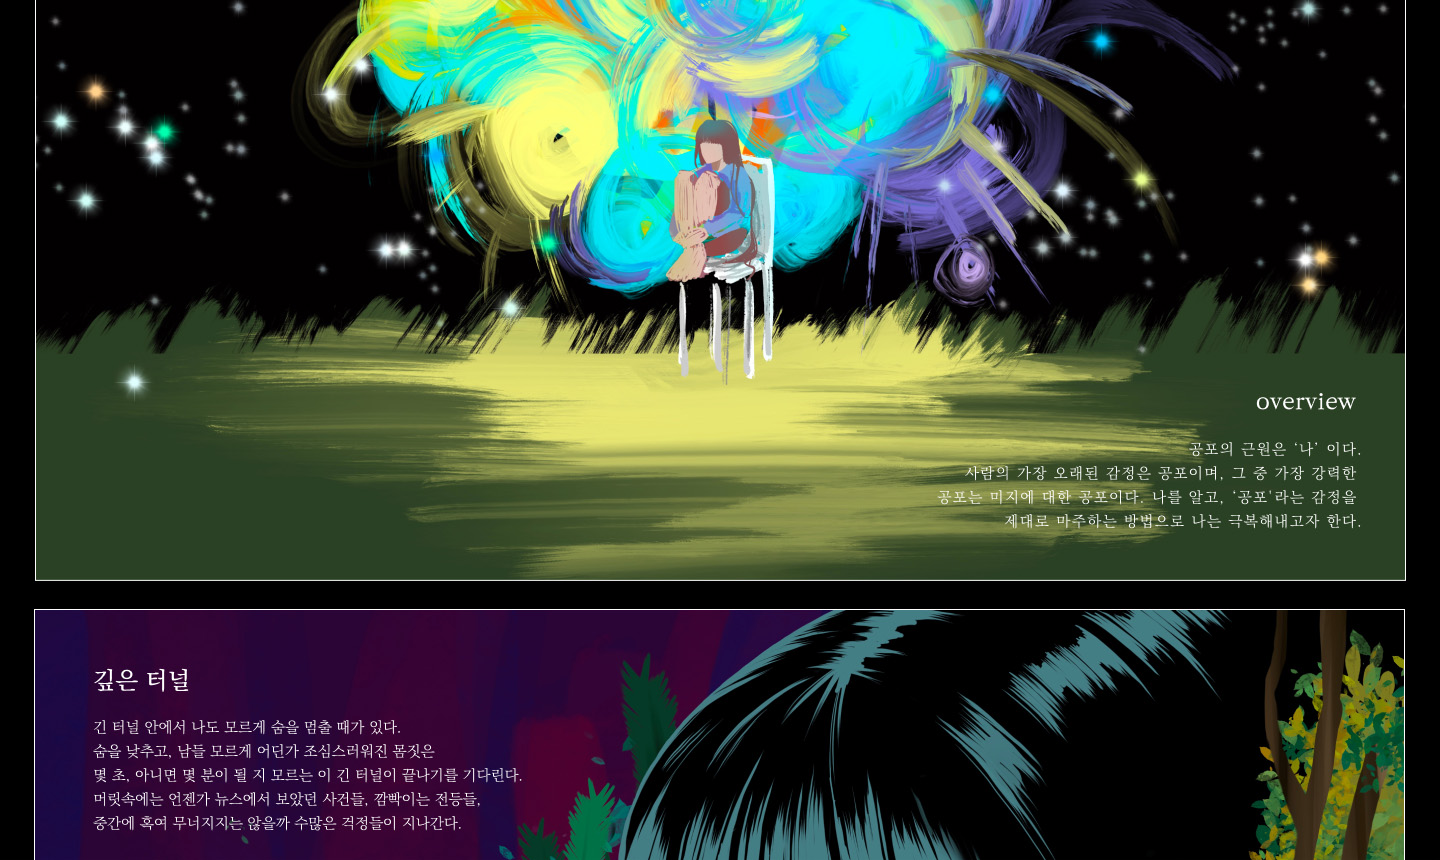 overview
공포의 근원은 ‘나’ 이다.
사람의 가장 오래된 감정은 공포이며, 그 중 가장 강력한
공포는 미지에 대한 공포이다. 나를 알고, ‘공포'라는 감정을
제대로 마주하는 방법으로 나는 극복해내고자 한다.
깊은 터널
긴 터널 안에서 나도 모르게 숨을 멈출 때가 있다.
숨을 낮추고, 남들 모르게 어딘가 조심스러워진 몸짓은
몇 초, 아니면 몇 분이 될 지 모르는 이 긴 터널이 끝나기를 기다린다.
머릿속에는 언젠가 뉴스에서 보았던 사건들, 깜박이는 전등들,
중간에 혹여 무너지지는 않을까 수많은 걱정들이 지나간다.